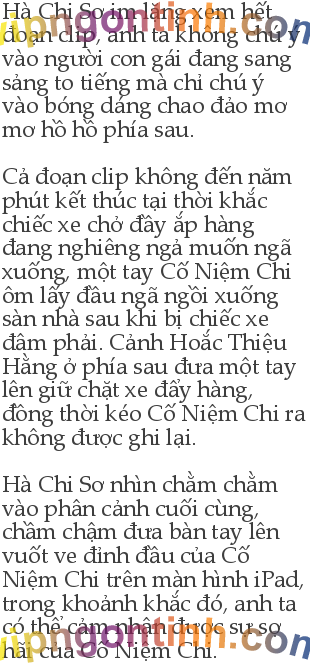 Hà Chi Sơ im lặng xem hết
đoạn clip, anh ta không chú ý
vào người con gái đang sang
sảng to tiếng mà chỉ chú ý
vào bóng dáng chao đảo mơ
mơ hồ hồ phía sau.
Cả đoạn clip không đến năm
phút kết thúc tại thời khắc
chiếc xe chở đầy ắp hàng
đang nghiêng ngả muốn ngã
xuống, một tay Cố Niệm Chi
ôm lấy đầu ngã ngồi xuống
sàn nhà sau khi bị chiếc xe
đâm phải. Cảnh Hoắc Thiệu
Hằng ở phía sau đưa một tay
lên giữ chặt xe đẩy hàng,
đồng thời kéo Cố Niệm Chi ra
không được ghi lại.
Hà Chi Sơ nhìn chằm chằm
vào phân cảnh cuối cùng,
chầm chậm đưa bàn tay lên
vuốt ve đỉnh đầu của Cố
Niệm Chi trên màn hình iPad,
trong khoảnh khắc đó, anh ta
có thể cảm nhận được sự sợ
hãi của Cố Niệm Chi.
vipngontinh.com
vipngontinh.com